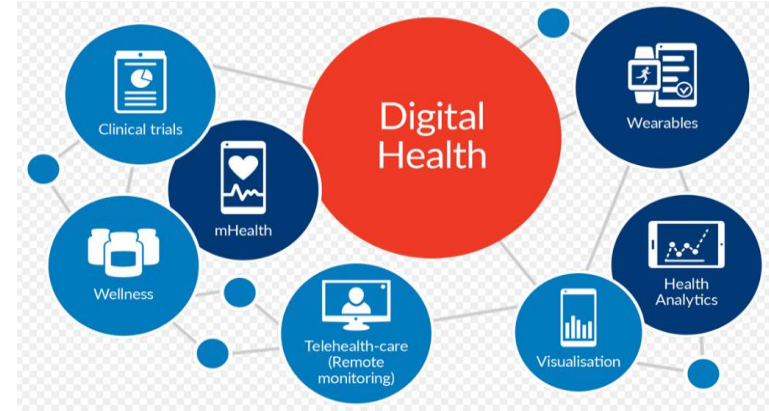 Digital
Health
Clinical trials
Wearables
mHealth
Wellness
Health
Analytics
Telehealth-care
(Remote
monitoring)
Visualisation